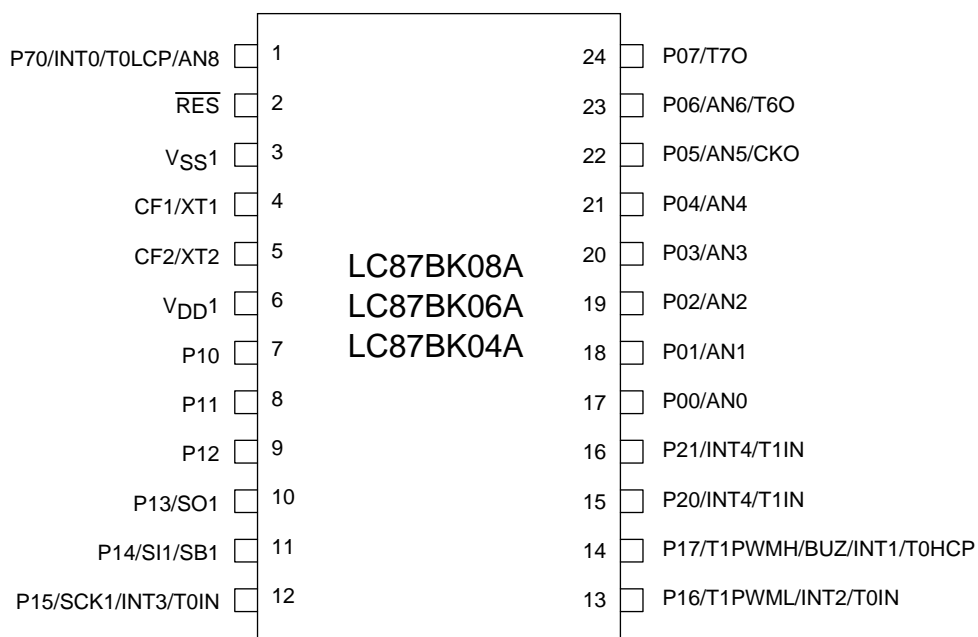 P70/INT0/T0LCP/AN8 1 24 P07/T7O
RES 2 23 P06/AN6/T6O
VSS1 3 22 P05/AN5/CKO
CF1/XT1 4 21 P04/AN4
CF2/XT2 5 20 P03/AN3
LC87BK08A
VDD1 6 19 P02/AN2
LC87BK06A
LC87BK04A
P10 7 18 P01/AN1
P11 8 17 P00/AN0
P12 9 16 P21/INT4/T1IN
P13/SO1 10 15 P20/INT4/T1IN
P14/SI1/SB1 11 14 P17/T1PWMH/BUZ/INT1/T0HCP
P15/SCK1/INT3/T0IN 12 13 P16/T1PWML/INT2/T0IN